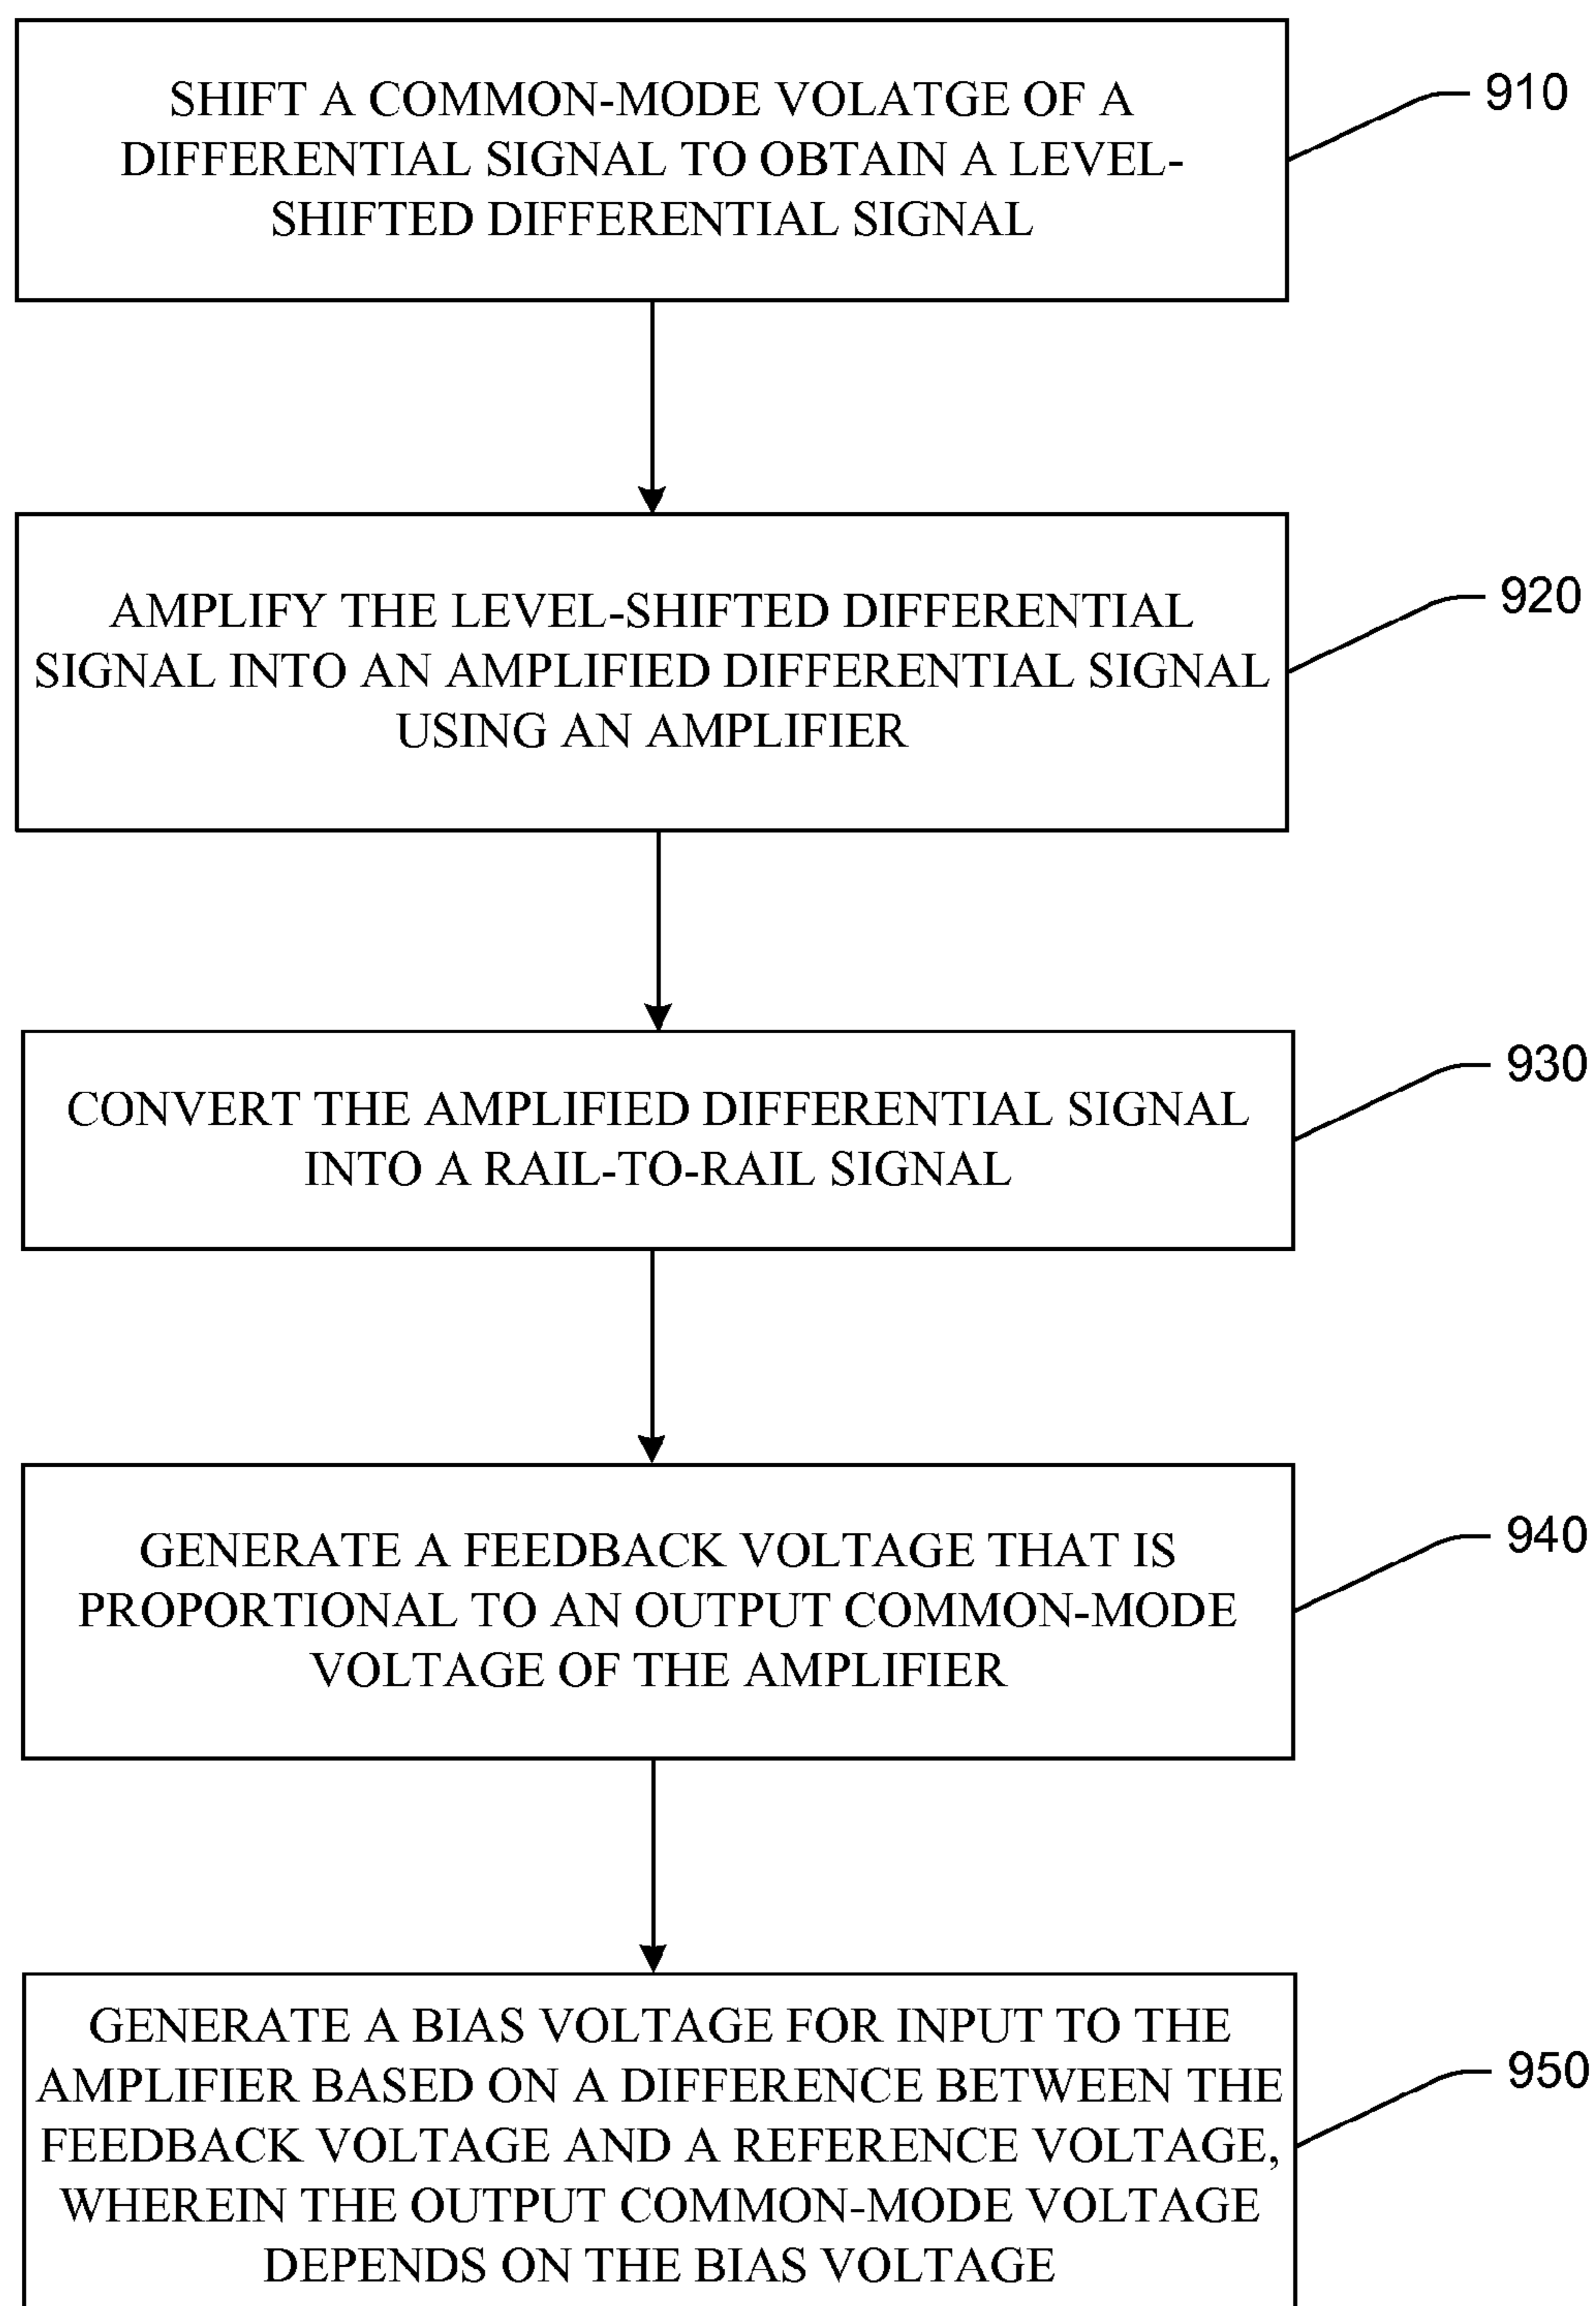 SHIFT A COMMON-MODE VOLATGE OF A
DIFFERENTIAL SIGNAL TO OBTAIN A LEVEL-
SHIFTED DIFFERENTIAL SIGNAL
910
AMPLIFY THE LEVEL-SHIFTED DIFFERENTIAL
SIGNAL INTO AN AMPLIFIED DIFFERENTIAL SIGNAL
USING AN AMPLIFIER
920
CONVERT THE AMPLIFIED DIFFERENTIAL SIGNAL
INTO A RAIL-TO-RAIL SIGNAL
930
GENERATE A FEEDBACK VOLTAGE THAT IS
PROPORTIONAL TO AN OUTPUT COMMON-MODE
VOLTAGE OF THE AMPLIFIER
940
GENERATE A BIAS VOLTAGE FOR INPUT TO THE
AMPLIFIER BASED ON A DIFFERENCE BETWEEN THE
FEEDBACK VOLTAGE AND A REFERENCE VOLTAGE,
WHEREIN THE OUTPUT COMMON-MODE VOLTAGE
DEPENDS ON THE BIAS VOLTAGE
950